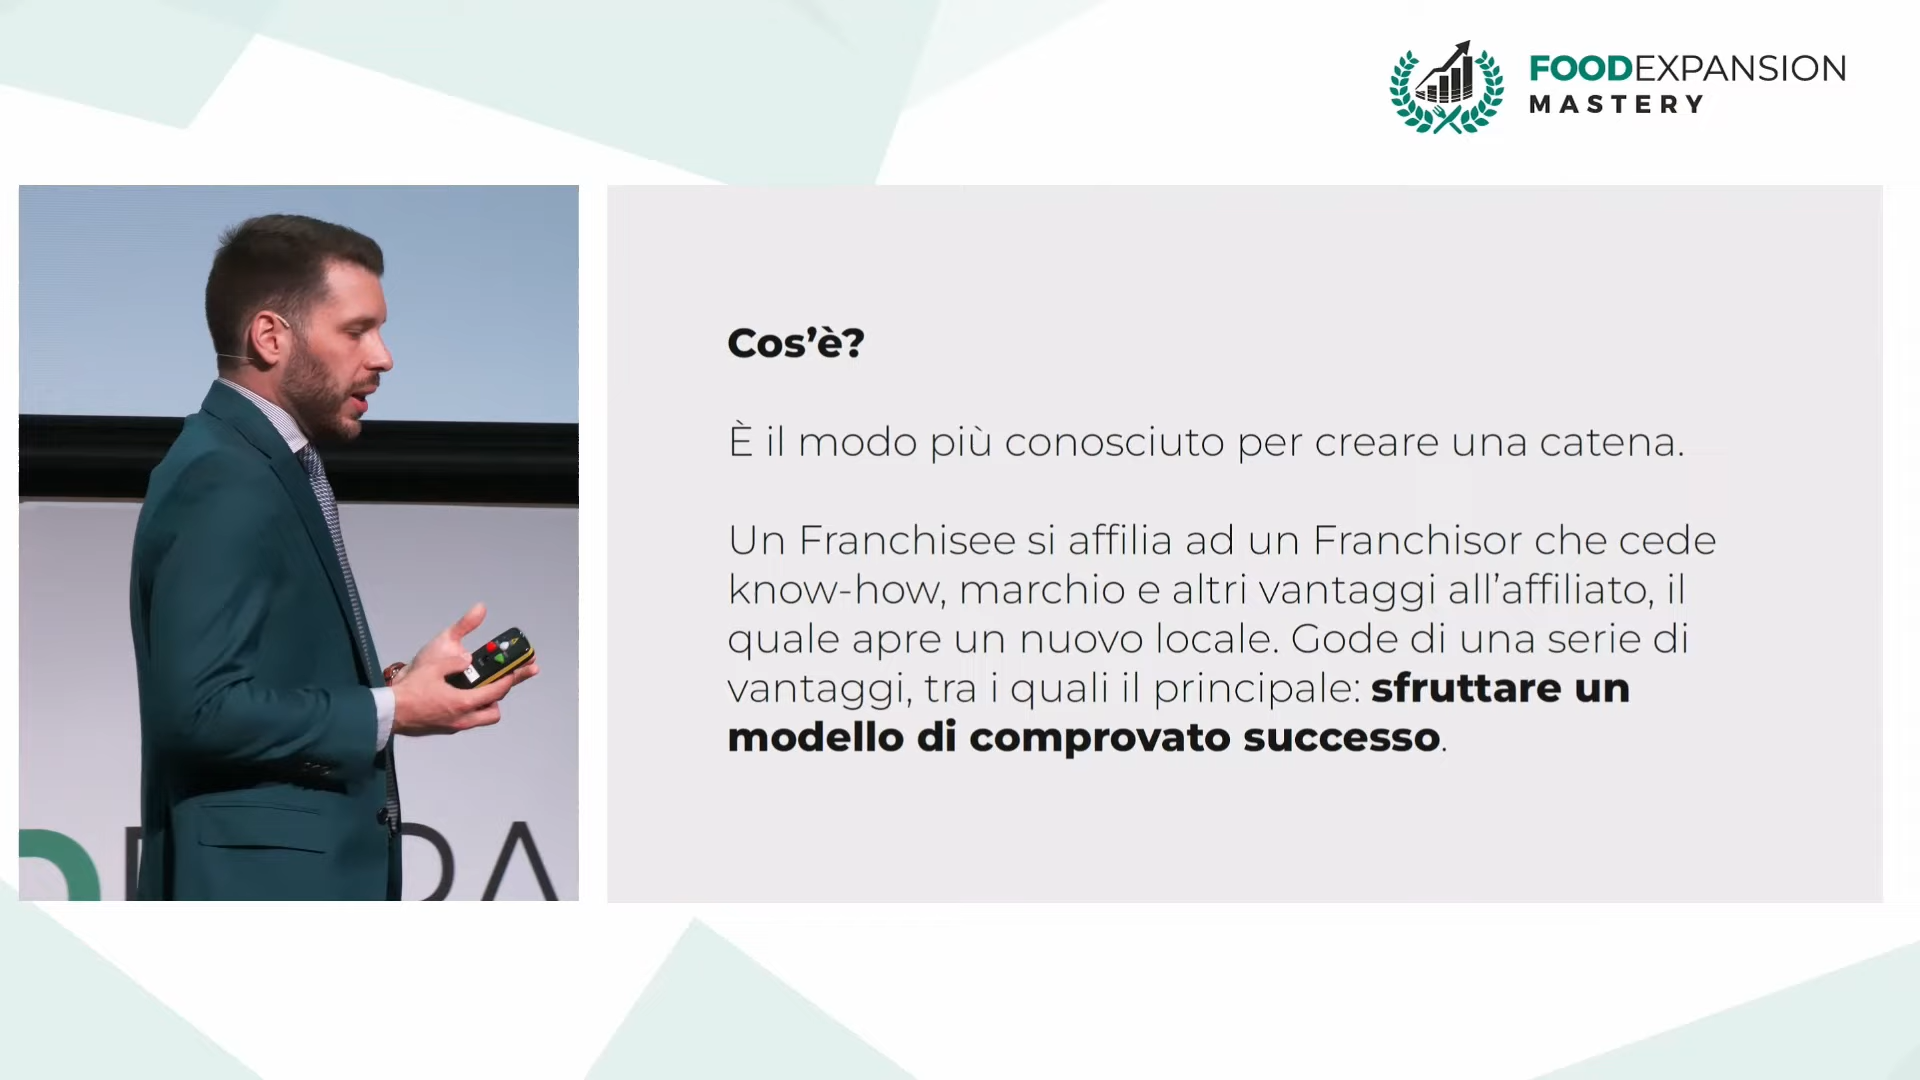 FOODEXPANSION
MASTERY
Cos’è?
È il modo più conosciuto per creare una catena.
Un Franchisee si affilia ad un Franchisor che cede
know-how, marchio e altri vantaggi all’affiliato, il
quale apre un nuovo locale. Gode di una serie di
vantaggi, tra i quali il principale: sfruttare un
modello di comprovato successo.